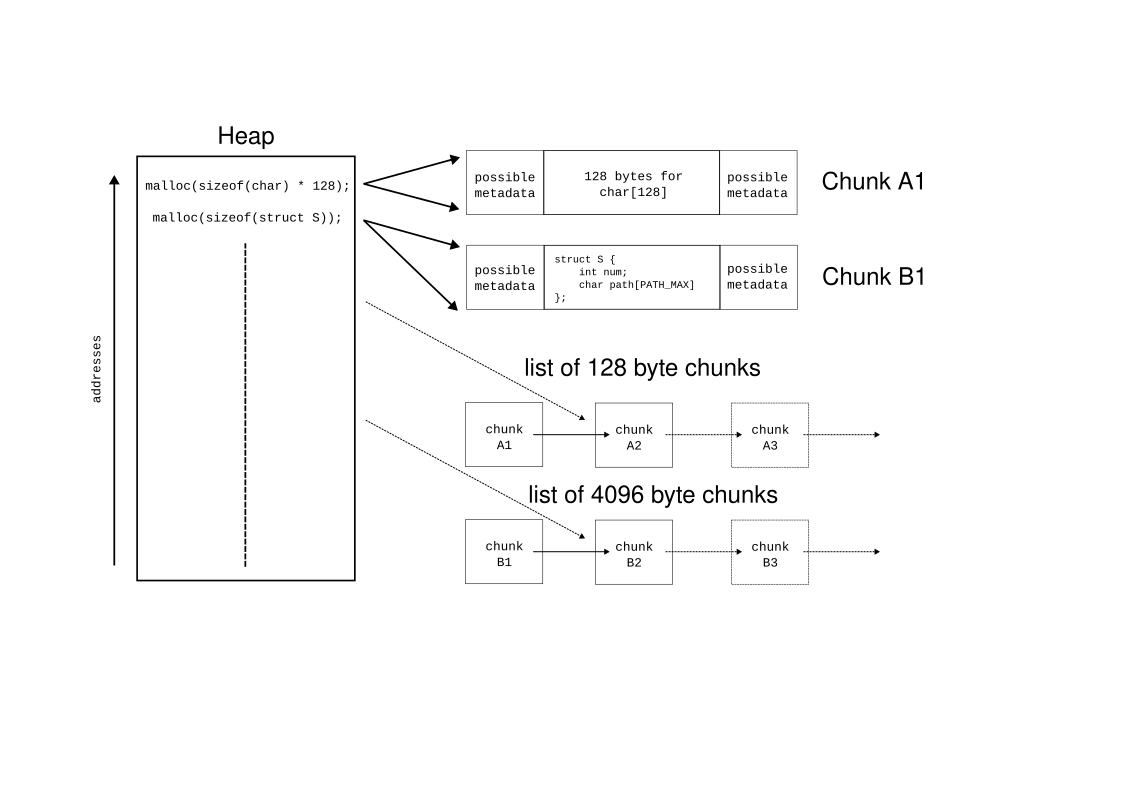 Heap
addresses
malloc(sizeof(char) * 128);
malloc(sizeof(struct S));
possible
metadata
128 bytes for
char[128]
possible
metadata
Chunk A1
possible
metadata
struct S {
    int num;
    char path[PATH_MAX]
};
possible
metadata
Chunk B1
list of 128 byte chunks
chunk
A1
chunk
A2
chunk
A3
list of 4096 byte chunks
chunk
B1
chunk
B2
chunk
B3